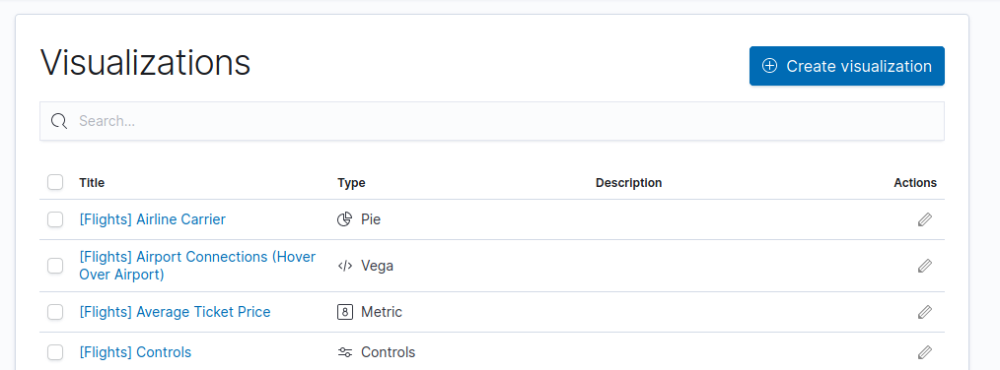 Visualizations
Create visualization
Search...
Title Type Description Actions
[Flights] Airline Carrier Pie
[Flights] Airport Connections (Hover
Over Airport) Vega
[Flights] Average Ticket Price 8 Metric
[Flights] Controls Controls